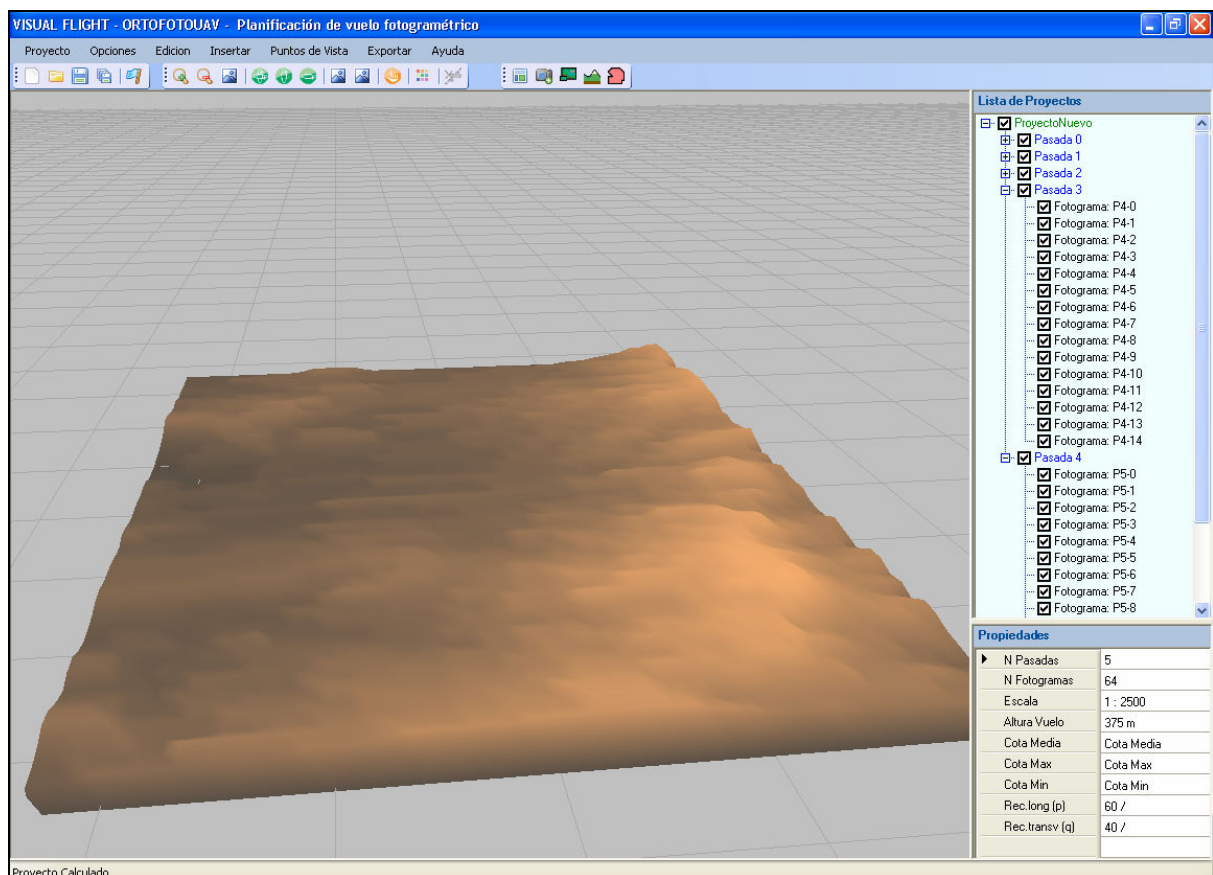 VISUAL FLIGHT - ORTOFOTOUAV - Planificación de vuelo fotogramétrico
Proyecto Opciones Edicion Insertar Puntos de Vista Exportar Ayuda
Lista de Proyectos
ProyectoNuevo
Pasada 0
Pasada 1
Pasada 2
Pasada 3
Fotograma: P4-0
Fotograma: P4-1
Fotograma: P4-2
Fotograma: P4-3
Fotograma: P4-4
Fotograma: P4-5
Fotograma: P4-6
Fotograma: P4-7
Fotograma: P4-8
Fotograma: P4-9
Fotograma: P4-10
Fotograma: P4-11
Fotograma: P4-12
Fotograma: P4-13
Fotograma: P4-14
Pasada 4
Fotograma: P5-0
Fotograma: P5-1
Fotograma: P5-2
Fotograma: P5-3
Fotograma: P5-4
Fotograma: P5-5
Fotograma: P5-6
Fotograma: P5-7
Fotograma: P5-8
Propiedades
N Pasadas 5
N Fotogramas 64
Escala 1 : 2500
Altura Vuelo 375 m
Cota Media Cota Media
Cota Max Cota Max
Cota Min Cota Min
Rec.long (p) 60 /
Rec.transv (q) 40 /
Proyecto Calculado